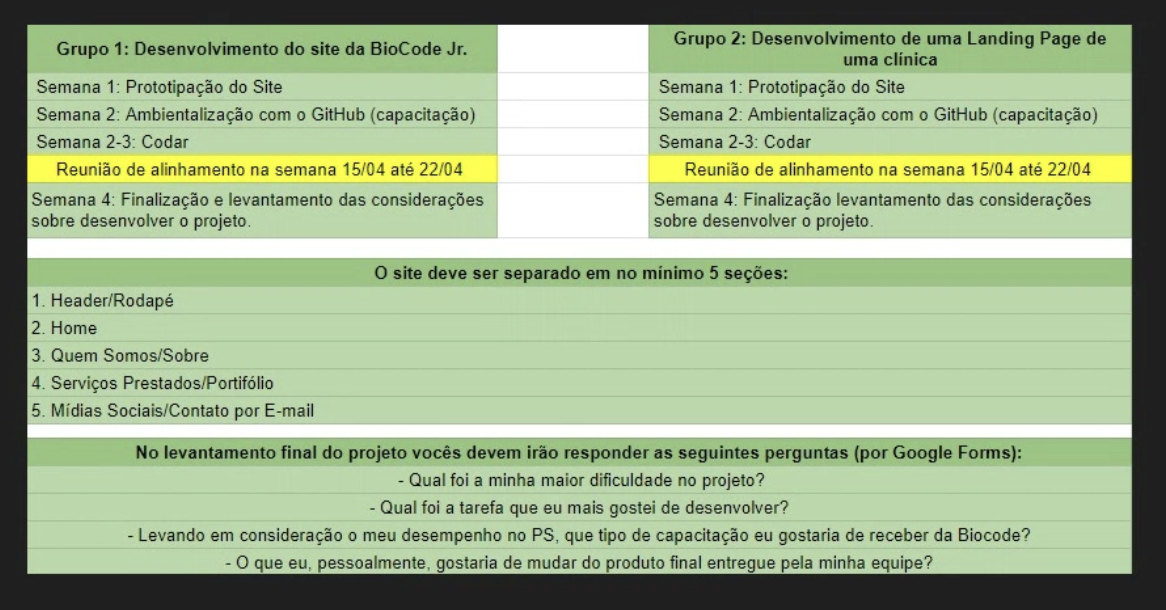 Grupo 1: Desenvolvimento do site da BioCode Jr.
Semana 1: Prototipação do Site
Semana 2: Ambientalização com o GitHub (capacitação)
Semana 2-3: Codar
Reunião de alinhamento na semana 15/04 até 22/04
Semana 4: Finalização e levantamento das considerações
sobre desenvolver o projeto.
Grupo 2: Desenvolvimento de uma Landing Page de
uma clínica
Semana 1: Prototipação do Site
Semana 2: Ambientalização com o GitHub (capacitação)
Semana 2-3: Codar
Reunião de alinhamento na semana 15/04 até 22/04
Semana 4: Finalização levantamento das considerações
sobre desenvolver o projeto.
O site deve ser separado em no mínimo 5 seções:
1. Header/Rodapé
2. Home
3. Quem Somos/Sobre
4. Serviços Prestados/Portifólio
5. Mídias Sociais/Contato por E-mail
No levantamento final do projeto vocês devem irão responder as seguintes perguntas (por Google Forms):
- Qual foi a minha maior dificuldade no projeto?
- Qual foi a tarefa que eu mais gostei de desenvolver?
- Levando em consideração o meu desempenho no PS, que tipo de capacitação eu gostaria de receber da Biocode?
- O que eu, pessoalmente, gostaria de mudar do produto final entregue pela minha equipe?